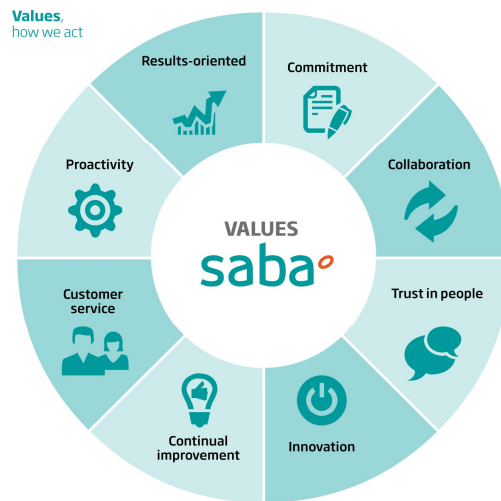 Values,
how we act
Results-oriented
Commitment
Proactivity
Collaboration
VALUES
saba
Customer
service
Trust in people
Continual
improvement
Innovation